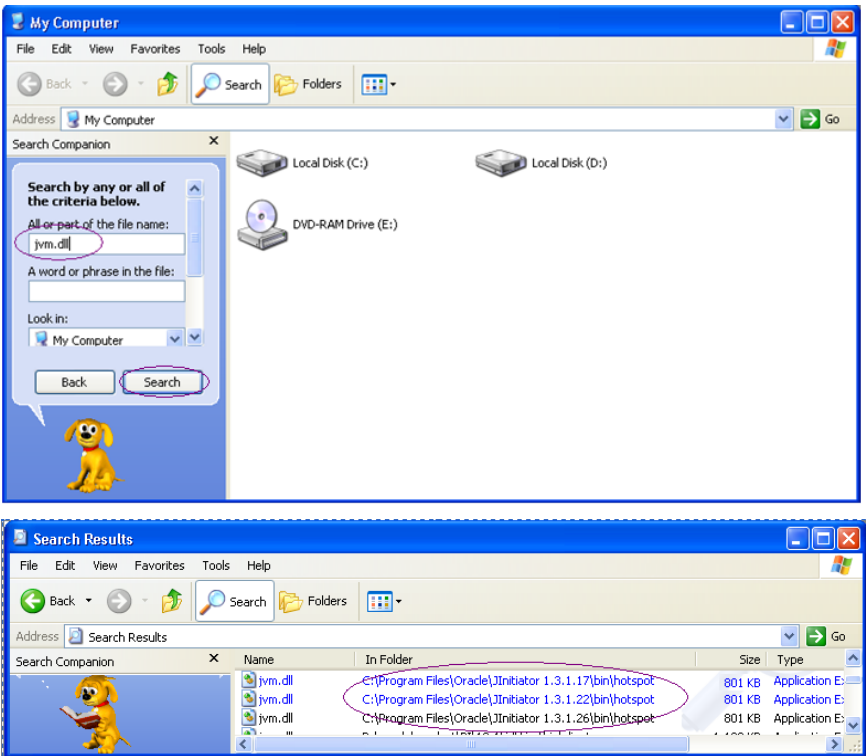 My Computer
File Edit View Favorites Tools Help
Back Search Folders
Address My Computer Go
Search Companion
Search by any or all of
the criteria below.
All or part of the file name:
jvm.dll
A word or phrase in the file:
Look in:
My Computer
Back Search
Local Disk (C:) Local Disk (D:)
DVD-RAM Drive (E:)
Search Results
File Edit View Favorites Tools Help
Back Search Folders
Address Search Results Go
Search Companion
Name In Folder Size Type
jvm.dll C:\Program Files\Oracle\JInitiator 1.3.1.17\bin\hotspot 801 KB Application E
jvm.dll C:\Program Files\Oracle\JInitiator 1.3.1.22\bin\hotspot 801 KB Application E
jvm.dll C:\Program Files\Oracle\JInitiator 1.3.1.26\bin\hotspot 801 KB Application E